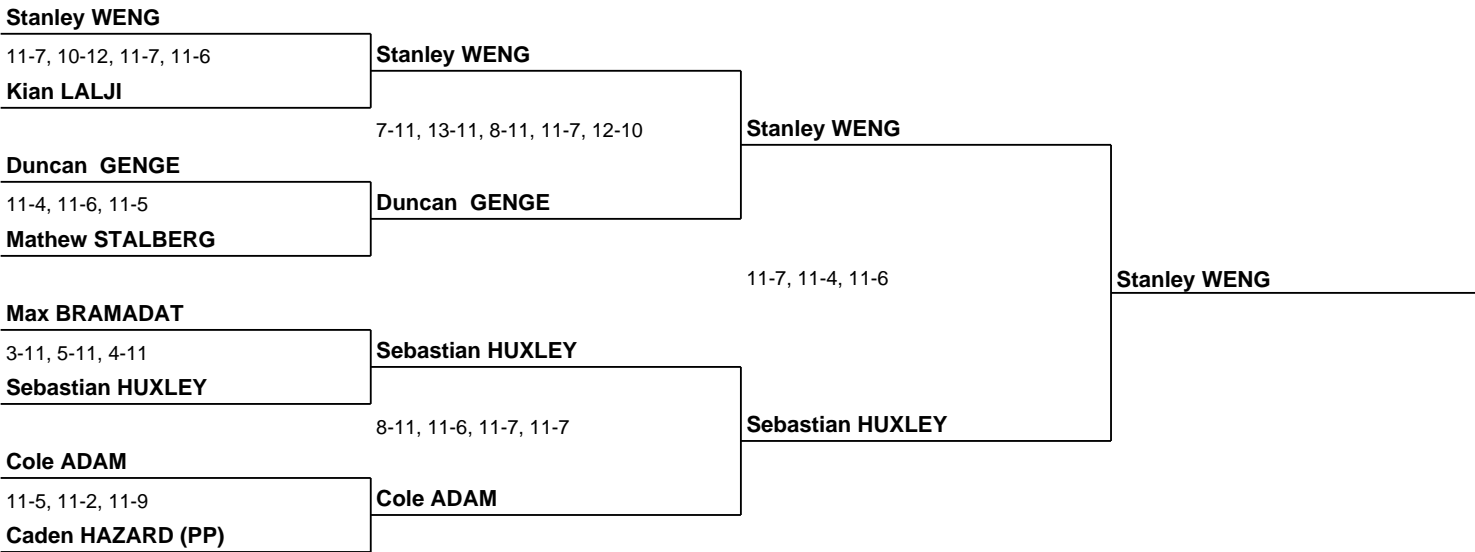 Stanley WENG
11-7, 10-12, 11-7, 11-6
Kian LALJI
Stanley WENG
7-11, 13-11, 8-11, 11-7, 12-10
Duncan  GENGE
11-4, 11-6, 11-5
Mathew STALBERG
Duncan  GENGE
Stanley WENG
11-7, 11-4, 11-6
Stanley WENG
Max BRAMADAT
3-11, 5-11, 4-11
Sebastian HUXLEY
Sebastian HUXLEY
8-11, 11-6, 11-7, 11-7
Sebastian HUXLEY
Cole ADAM
11-5, 11-2, 11-9
Caden HAZARD (PP)
Cole ADAM